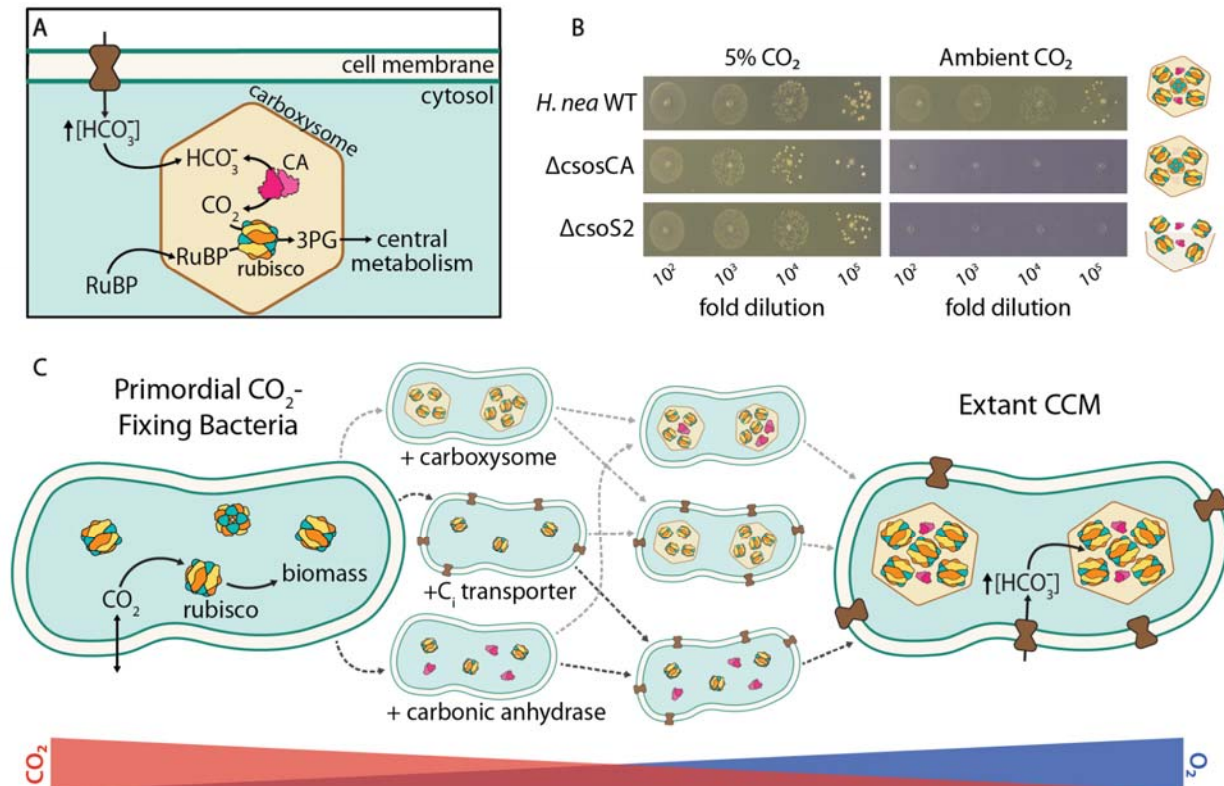 A
cell membrane
cytosol
carboxysome
↑[HCO₃⁻]
HCO₃⁻
CA
CO₂
RuBP
rubisco
3PG
central
metabolism
RuBP
B
5% CO₂
Ambient CO₂
H. nea WT
ΔcsosCA
ΔcsoS2
10² 10³ 10⁴ 10⁵
10² 10³ 10⁴ 10⁵
fold dilution
fold dilution
C
Primordial CO₂-
Fixing Bacteria
CO₂
rubisco
biomass
+ carboxysome
+Cᵢ transporter
+ carbonic anhydrase
Extant CCM
↑[HCO₃⁻]
CO₂
O₂